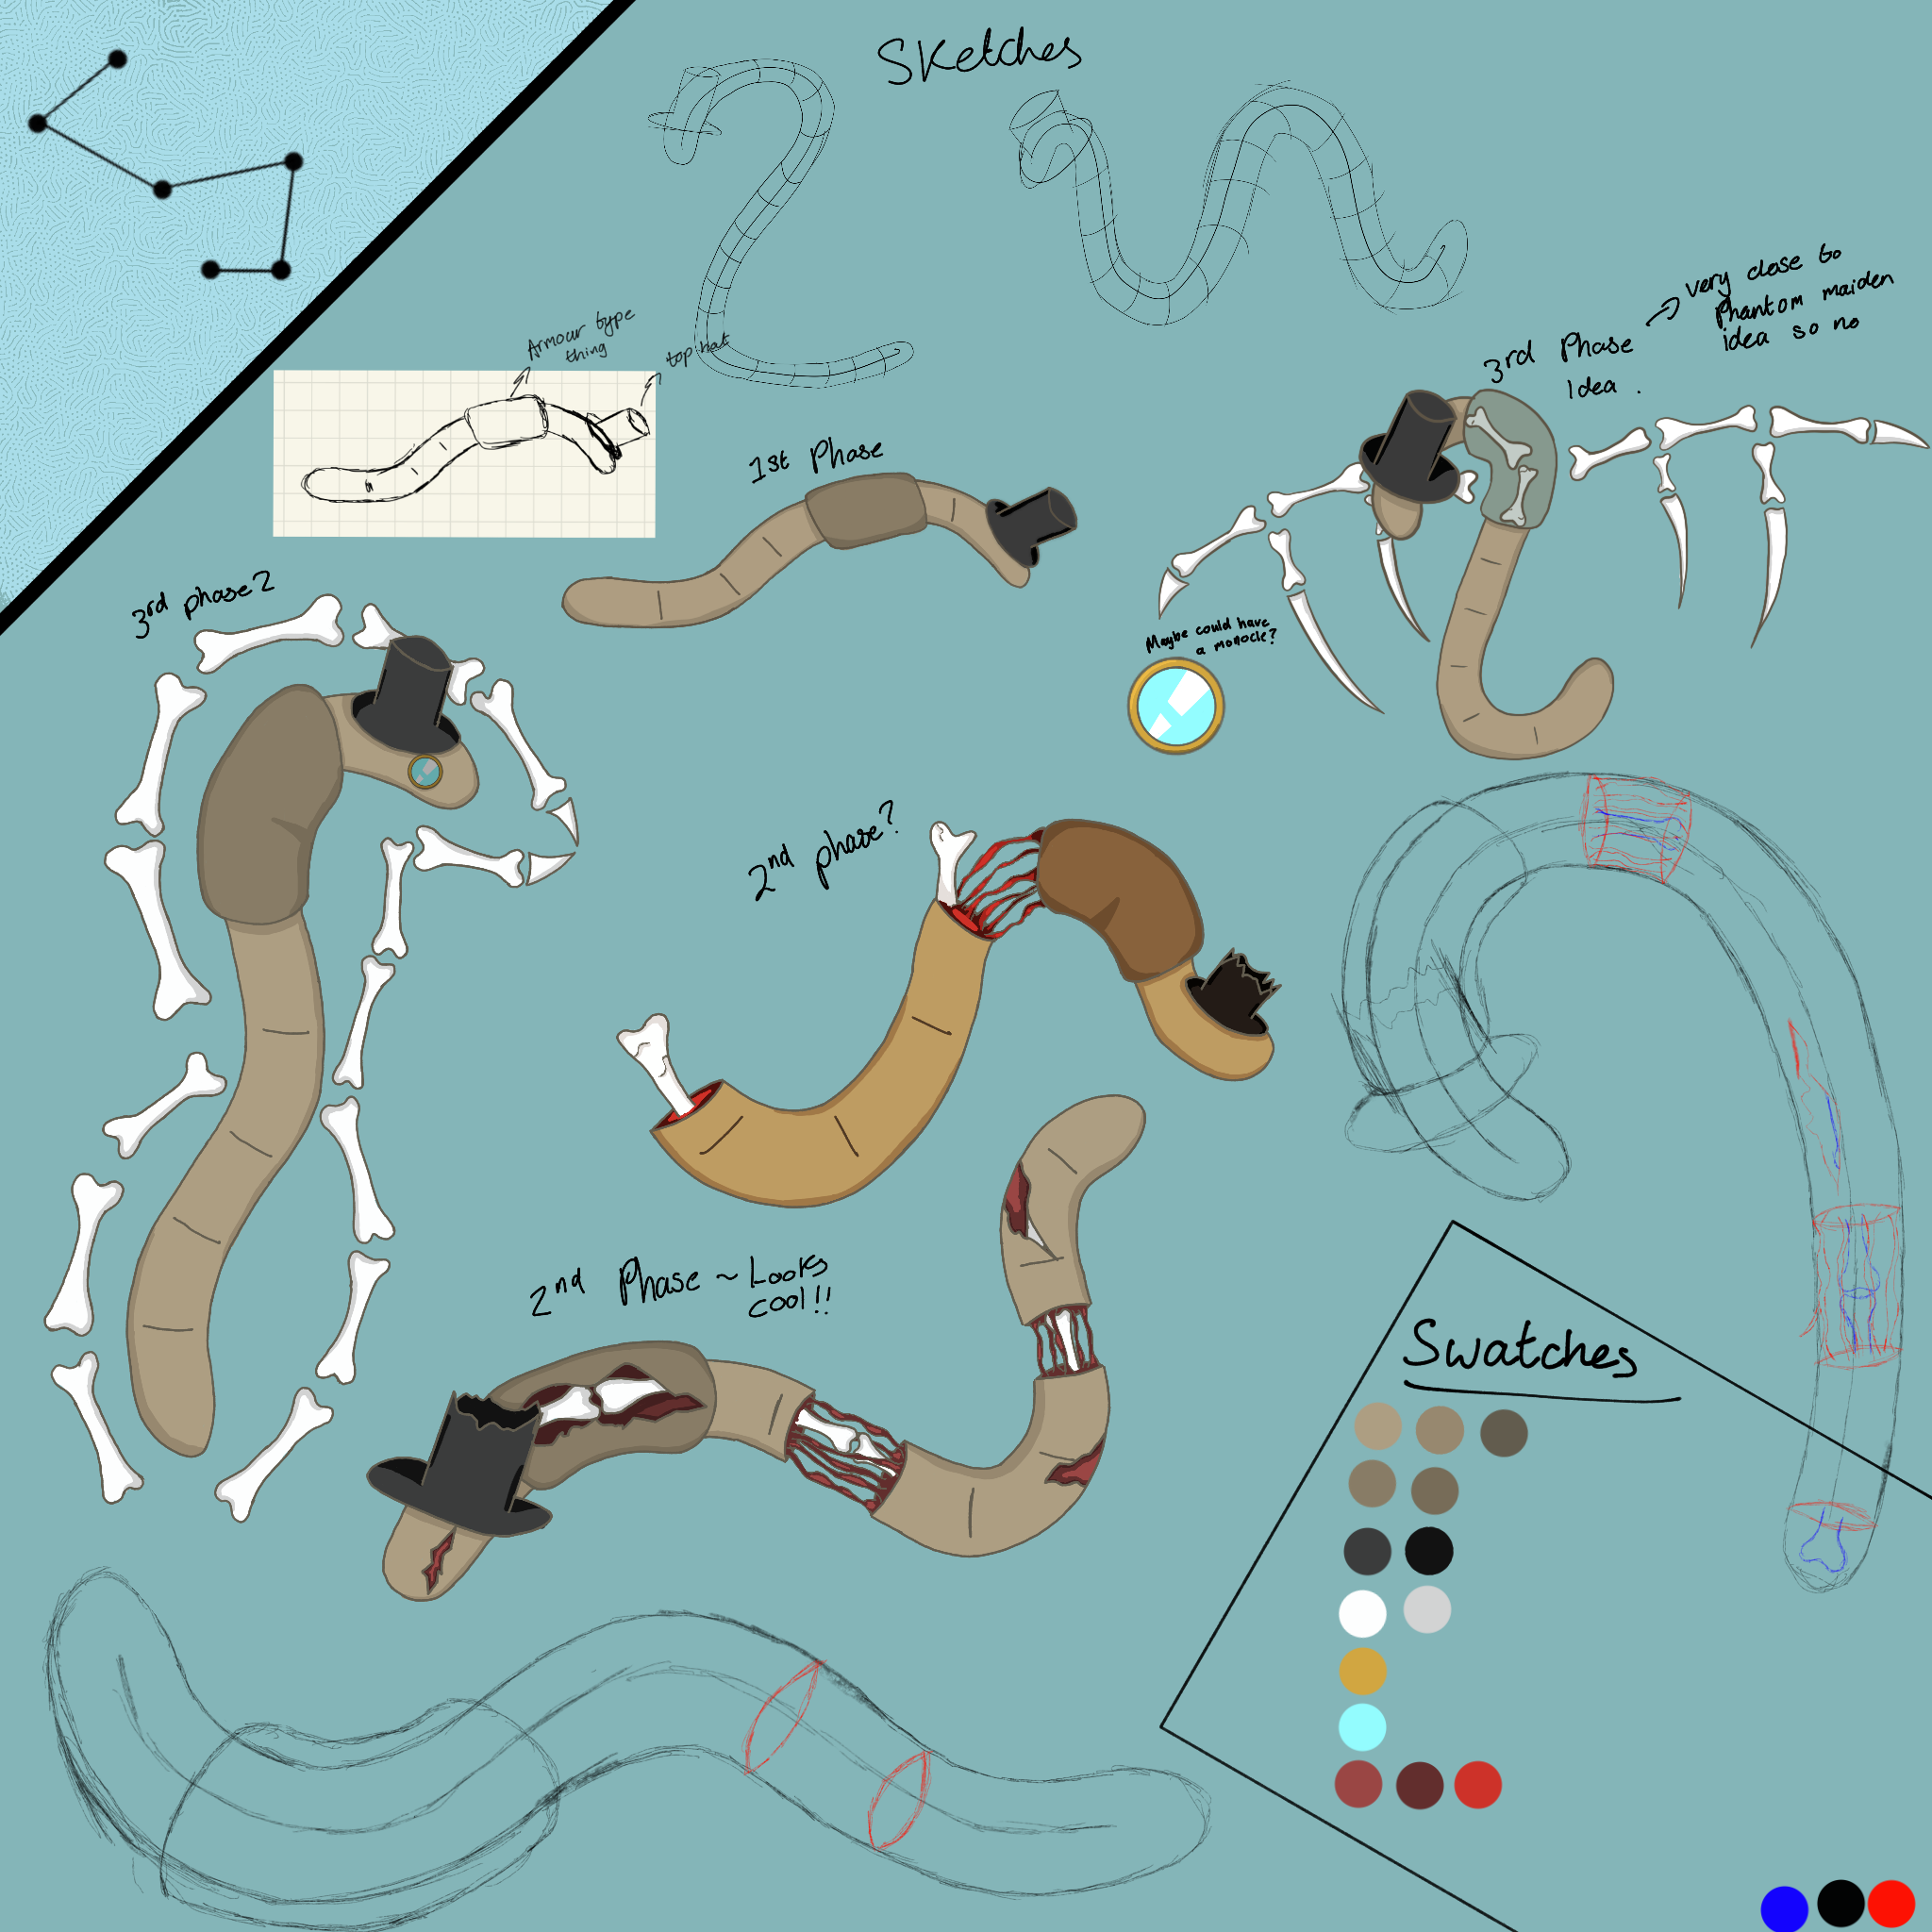 Sketches
very close to
Phantom maiden
idea so no
3rd Phase
Idea .
Armour type
thing
top hat
1st Phase
3rd phase?
Maybe could have
a monocle?
2nd phase?
2nd Phase ~ Looks
cool!!
Swatches